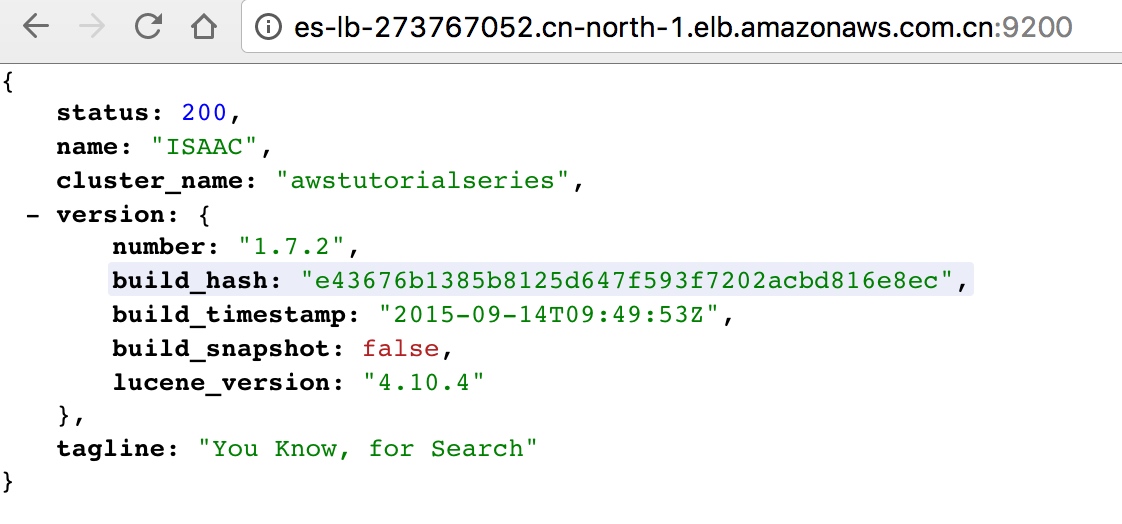 es-lb-273767052.cn-north-1.elb.amazonaws.com.cn:9200
{
status: 200,
name: "ISAAC",
cluster_name: "awstutorialseries",
- version: {
number: "1.7.2",
build_hash: "e43676b1385b8125d647f593f7202acbd816e8ec",
build_timestamp: "2015-09-14T09:49:53Z",
build_snapshot: false,
lucene_version: "4.10.4"
},
tagline: "You Know, for Search"
}